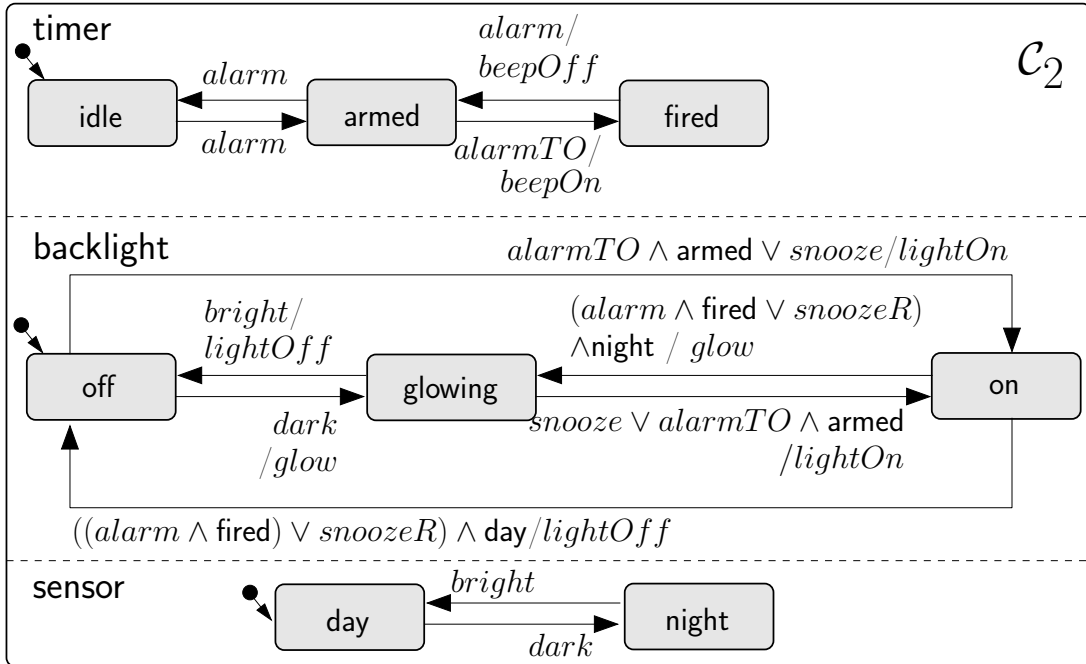 timer
alarm/
beepOff
C₂
alarm
idle
armed
fired
alarm
alarmTO/
beepOn
backlight
alarmTO ∧ armed ∨ snooze/lightOn
bright/
lightOff
(alarm ∧ fired ∨ snoozeR)
∧night / glow
off
glowing
on
dark
/glow
snooze ∨ alarmTO ∧ armed
/lightOn
((alarm ∧ fired) ∨ snoozeR) ∧ day/lightOff
sensor
bright
day
night
dark